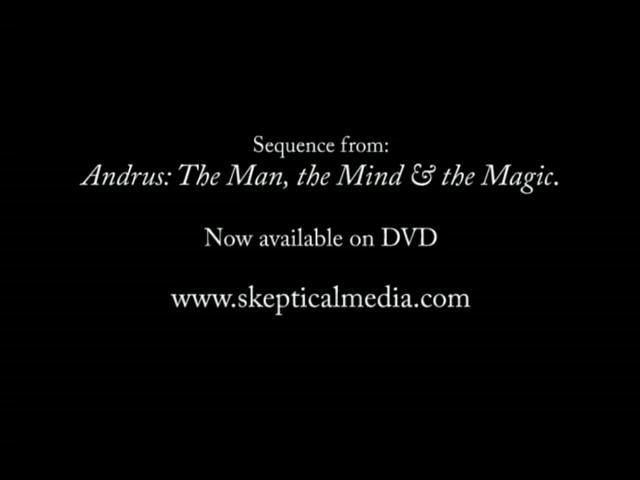 Sequence from:
Andrus: The Man, the Mind & the Magic.
Now available on DVD
www.skepticalmedia.com